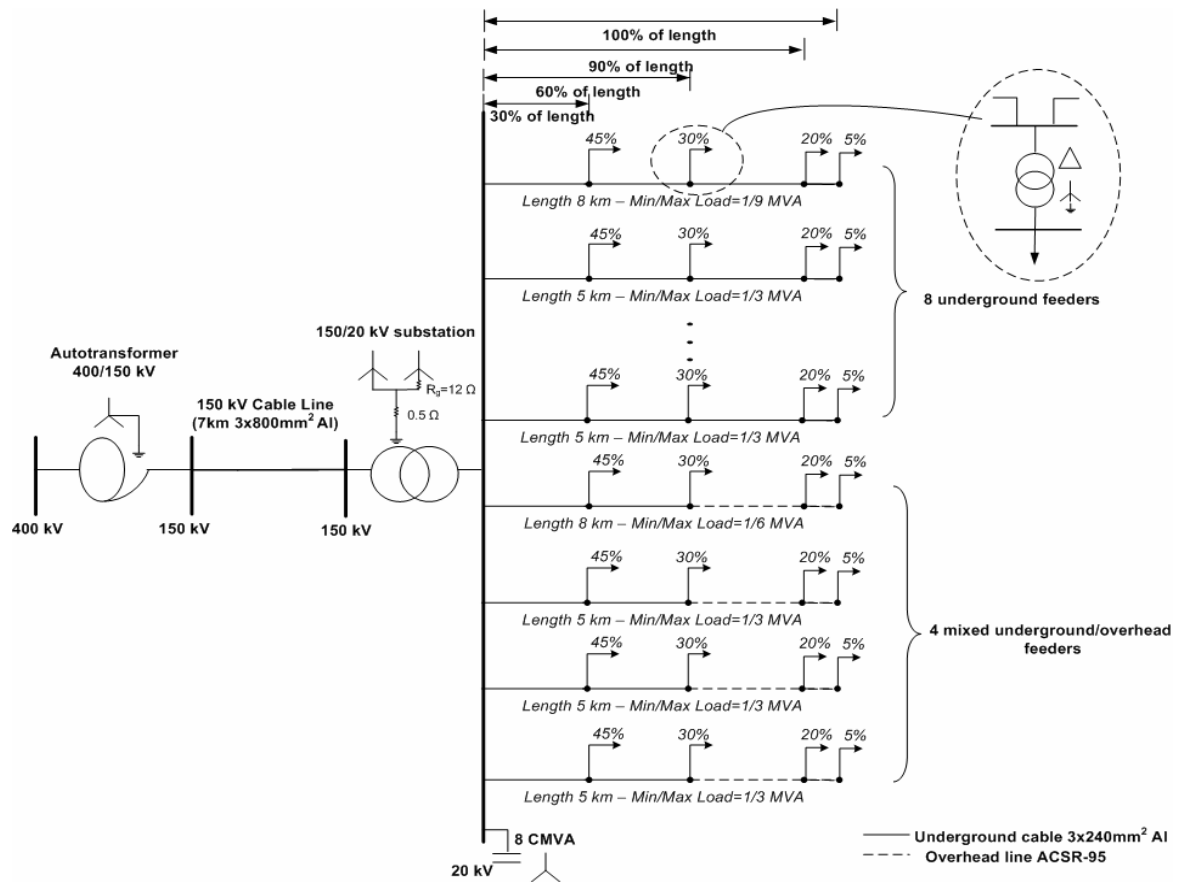 100% of length
90% of length
60% of length
30% of length
45%
30%
20%
5%
Length 8 km – Min/Max Load=1/9 MVA
45%
30%
20%
5%
Length 5 km – Min/Max Load=1/3 MVA
8 underground feeders
150/20 kV substation
Autotransformer
400/150 kV
Rg=12 Ω
0.5 Ω
150 kV Cable Line
(7km 3x800mm² Al)
45%
30%
20%
5%
Length 5 km – Min/Max Load=1/3 MVA
400 kV
150 kV
150 kV
45%
30%
20%
5%
Length 8 km – Min/Max Load=1/6 MVA
45%
30%
20%
5%
Length 5 km – Min/Max Load=1/3 MVA
4 mixed underground/overhead
feeders
45%
30%
20%
5%
Length 5 km – Min/Max Load=1/3 MVA
45%
30%
20%
5%
Length 5 km – Min/Max Load=1/3 MVA
8 CMVA
20 kV
Underground cable 3x240mm² Al
Overhead line ACSR-95